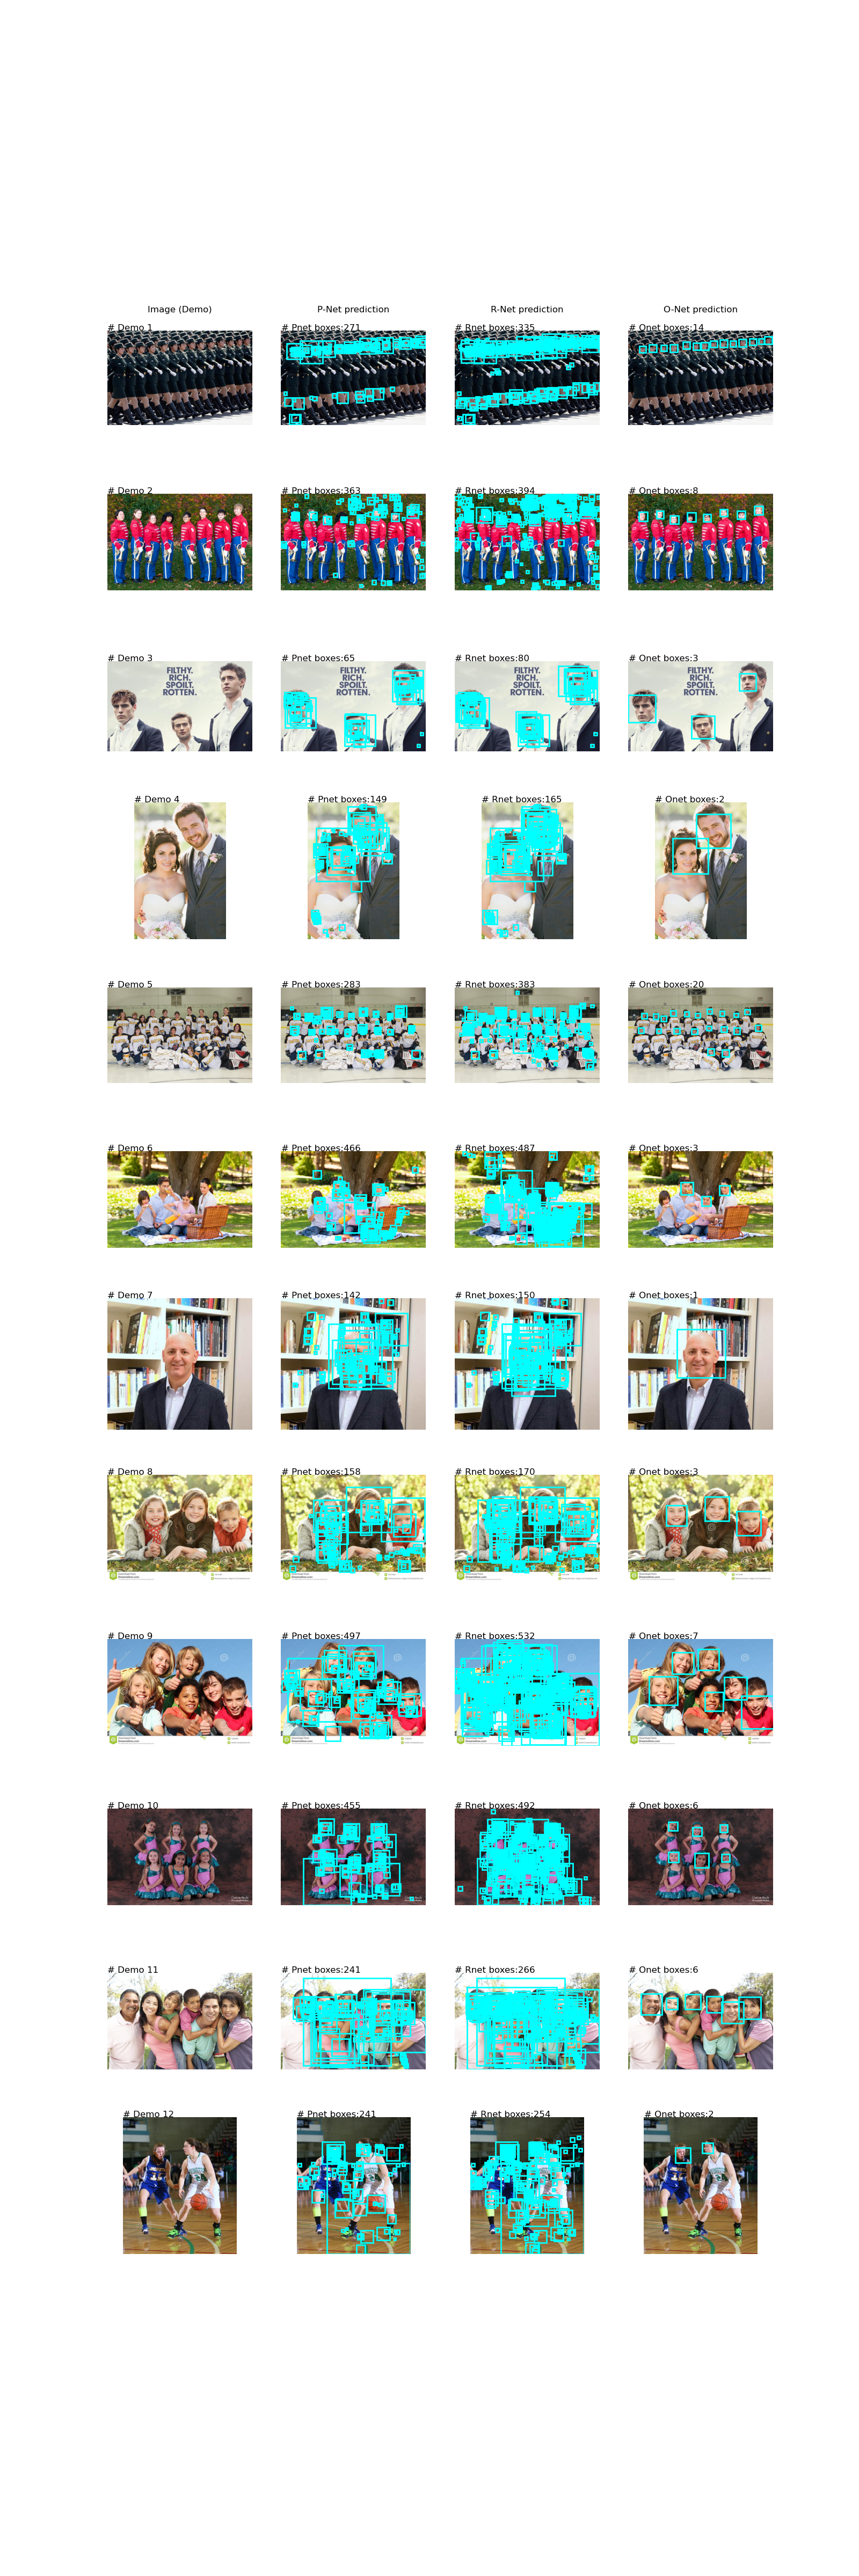 Image (Demo) P-Net prediction R-Net prediction O-Net prediction
# Demo 1 # Pnet boxes:271 # Rnet boxes:335 # Onet boxes:14
# Demo 2 # Pnet boxes:363 # Rnet boxes:394 # Onet boxes:8
# Demo 3 # Pnet boxes:65 # Rnet boxes:80 # Onet boxes:3
FILTHY. FILTHY. FILTHY. FILTHY.
RICH. RICH. RICH. RICH.
SPOILT. SPOILT. SPOILT. SPOILT.
ROTTEN. ROTTEN. ROTTEN. ROTTEN.
# Demo 4 # Pnet boxes:149 # Rnet boxes:165 # Onet boxes:2
# Demo 5 # Pnet boxes:283 # Rnet boxes:383 # Onet boxes:20
# Demo 6 # Pnet boxes:466 # Rnet boxes:487 # Onet boxes:3
# Demo 7 # Pnet boxes:142 # Rnet boxes:150 # Onet boxes:1
# Demo 8 # Pnet boxes:158 # Rnet boxes:170 # Onet boxes:3
# Demo 9 # Pnet boxes:497 # Rnet boxes:532 # Onet boxes:7
# Demo 10 # Pnet boxes:455 # Rnet boxes:492 # Onet boxes:6
# Demo 11 # Pnet boxes:241 # Rnet boxes:266 # Onet boxes:6
# Demo 12 # Pnet boxes:241 # Rnet boxes:254 # Onet boxes:2